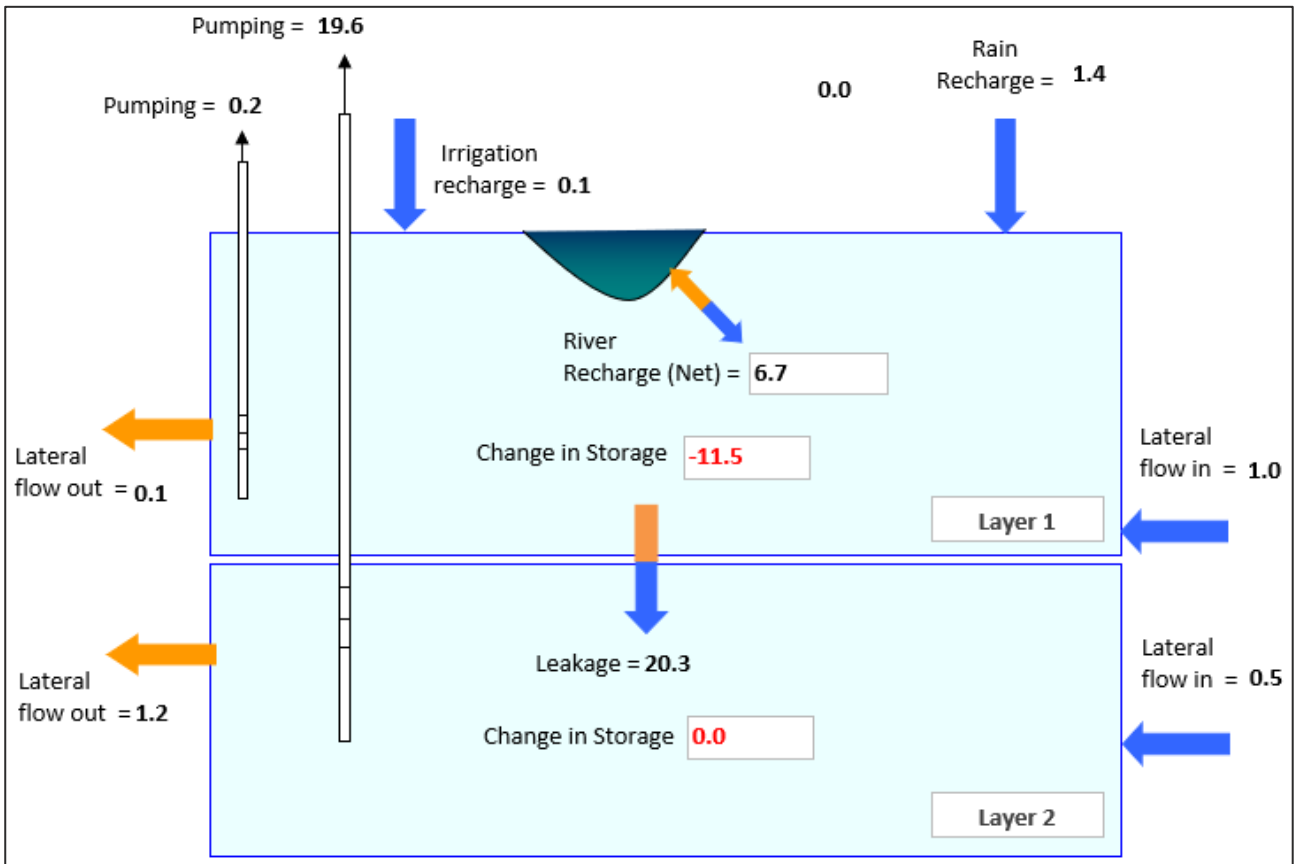 Pumping = 19.6
Pumping = 0.2
0.0
Rain
Recharge = 1.4
Irrigation
recharge = 0.1
River
Recharge (Net) = 6.7
Change in Storage -11.5
Lateral
flow out = 0.1
Lateral
flow in = 1.0
Layer 1
Leakage = 20.3
Lateral
flow out = 1.2
Lateral
flow in = 0.5
Change in Storage 0.0
Layer 2